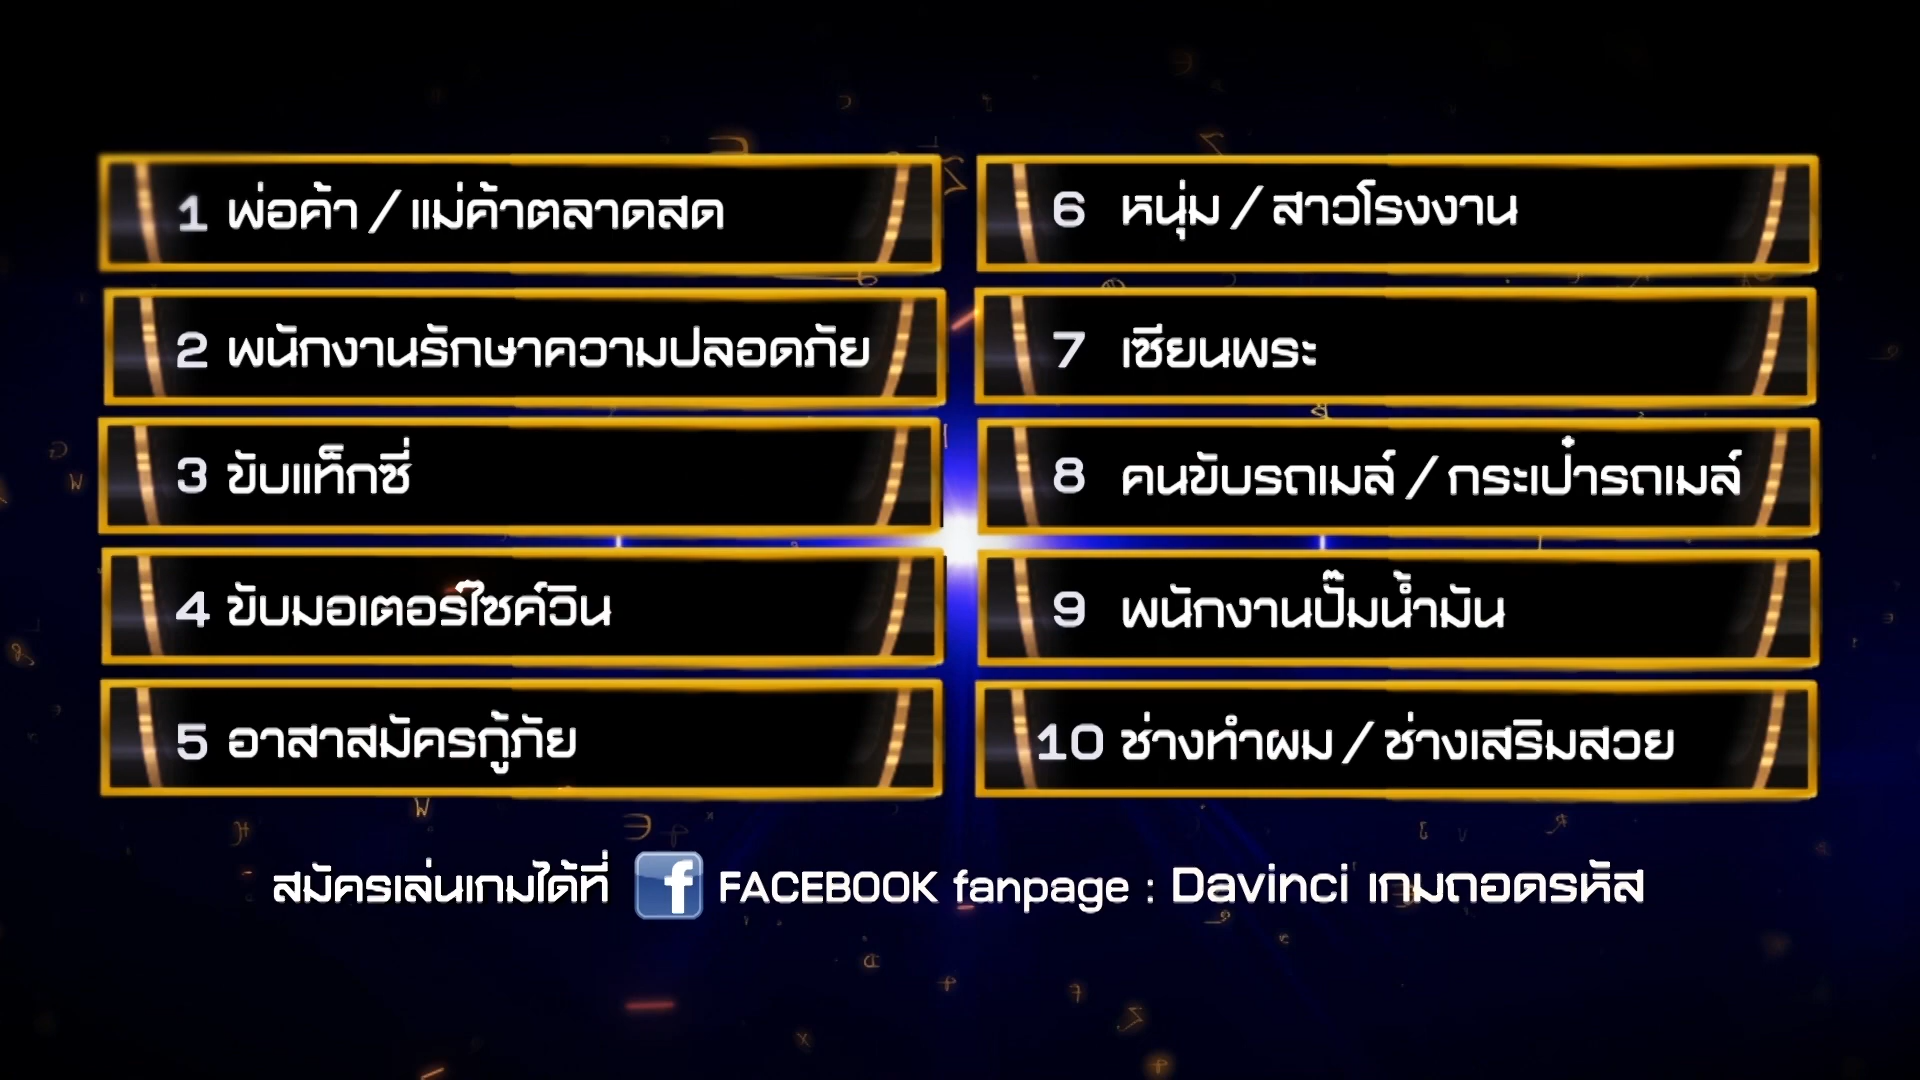 1 พ่อค้า / แม่ค้าตลาดสด
2 พนักงานรักษาความปลอดภัย
3 ขับแท็กซี่
4 ขับมอเตอร์ไซค์วิน
5 อาสาสมัครกู้ภัย
6 หนุ่ม / สาวโรงงาน
7 เซียนพระ
8 คนขับรถเมล์ / กระเป๋ารถเมล์
9 พนักงานปั๊มน้ำมัน
10 ช่างทำผม / ช่างเสริมสวย
สมัครเล่นเกมได้ที่ f FACEBOOK fanpage : Davinci เกมถอดรหัส